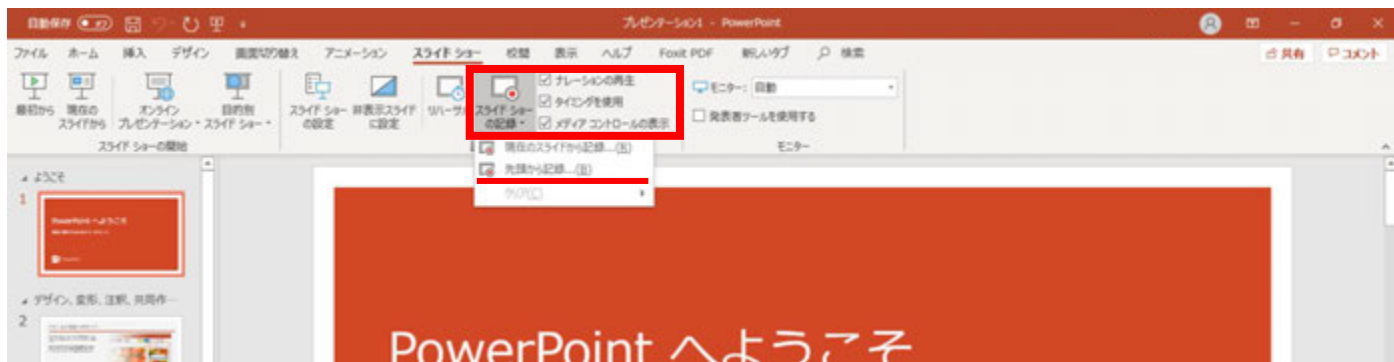 自動保存 オフ
プレゼンテーション1 - PowerPoint
ファイル ホーム 挿入 デザイン 画面切り替え アニメーション スライド ショー 校閲 表示 ヘルプ Foxit PDF 新しいタブ 検索 共有 コメント
最初から 現在の スライドから オンライン プレゼンテーション 目的別 スライド ショー
スライド ショー の設定 非表示スライド に設定 リハーサル スライド ショー の記録
ナレーションの再生
タイミングを使用
メディア コントロールの表示
モニター: 自動
発表者ツールを使用する
スライド ショーの開始
モニター
現在のスライドから記録...(R)
先頭から記録...(B)
クリア(C)
ようこそ
1
PowerPoint へようこそ
デザイン、変形、注釈、共同作...
2
PowerPoint へようこそ